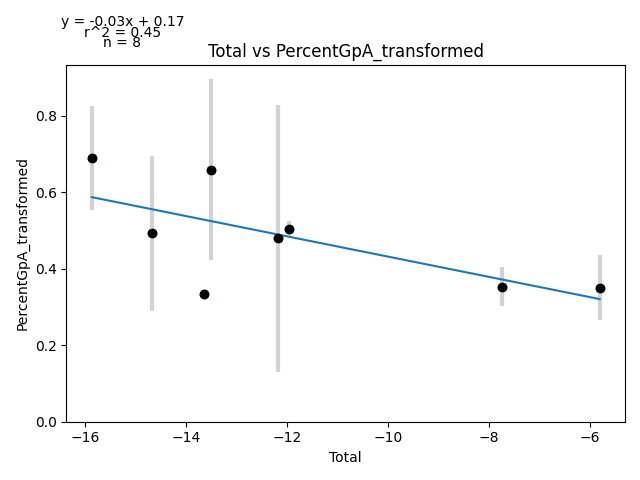 y = -0.03x + 0.17
r^2 = 0.45
n = 8
Total vs PercentGpA_transformed
PercentGpA_transformed
0.8
0.6
0.4
0.2
0.0
−16
−14
−12
−10
−8
−6
Total